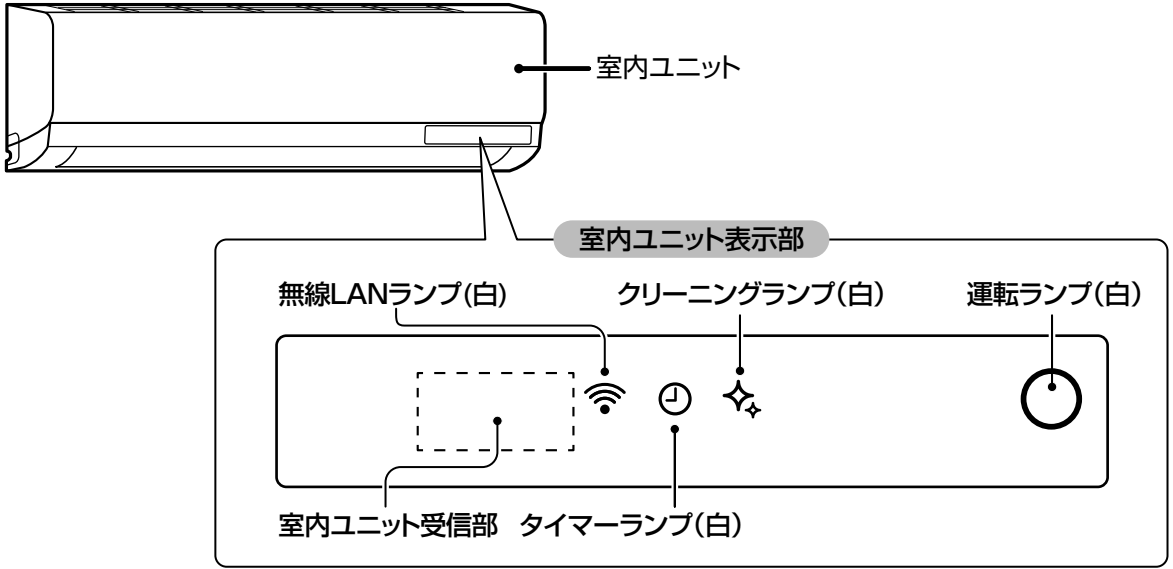 室内ユニット
室内ユニット表示部
無線LANランプ(白)
クリーニングランプ(白)
運転ランプ(白)
室内ユニット受信部
タイマーランプ(白)